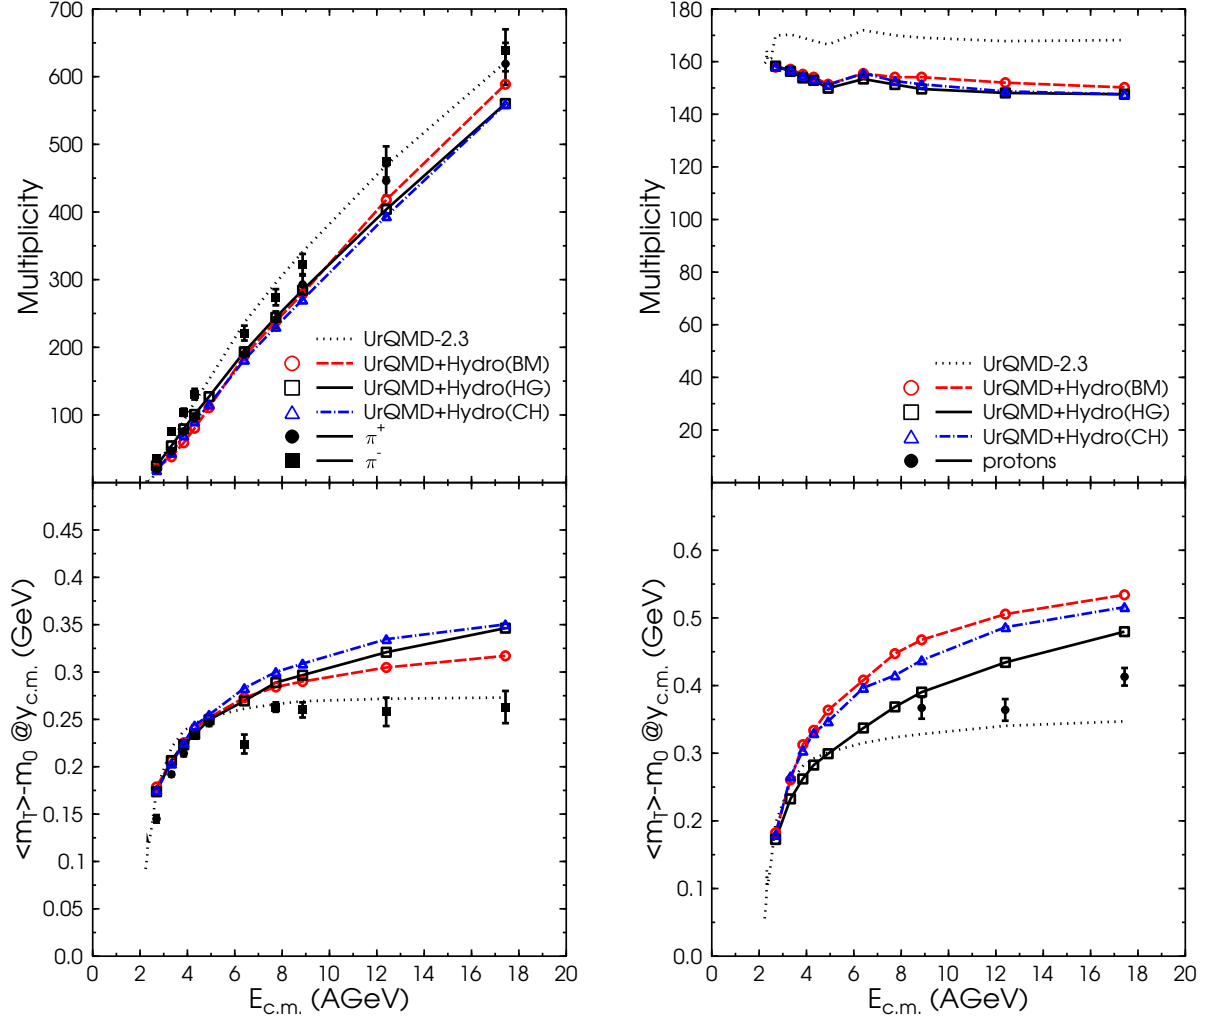 700
600
500
400
300
200
100
Multiplicity
UrQMD-2.3
UrQMD+Hydro(BM)
UrQMD+Hydro(HG)
UrQMD+Hydro(CH)
π+
π-
180
160
140
120
100
80
60
40
20
Multiplicity
UrQMD-2.3
UrQMD+Hydro(BM)
UrQMD+Hydro(HG)
UrQMD+Hydro(CH)
protons
0.45
0.4
0.35
0.3
0.25
0.2
0.15
0.1
0.05
0.0
<mT>-m0 @yc.m. (GeV)
0 2 4 6 8 10 12 14 16 18 20
Ec.m. (AGeV)
0.6
0.5
0.4
0.3
0.2
0.1
0.0
<mT>-m0 @yc.m. (GeV)
0 2 4 6 8 10 12 14 16 18 20
Ec.m. (AGeV)